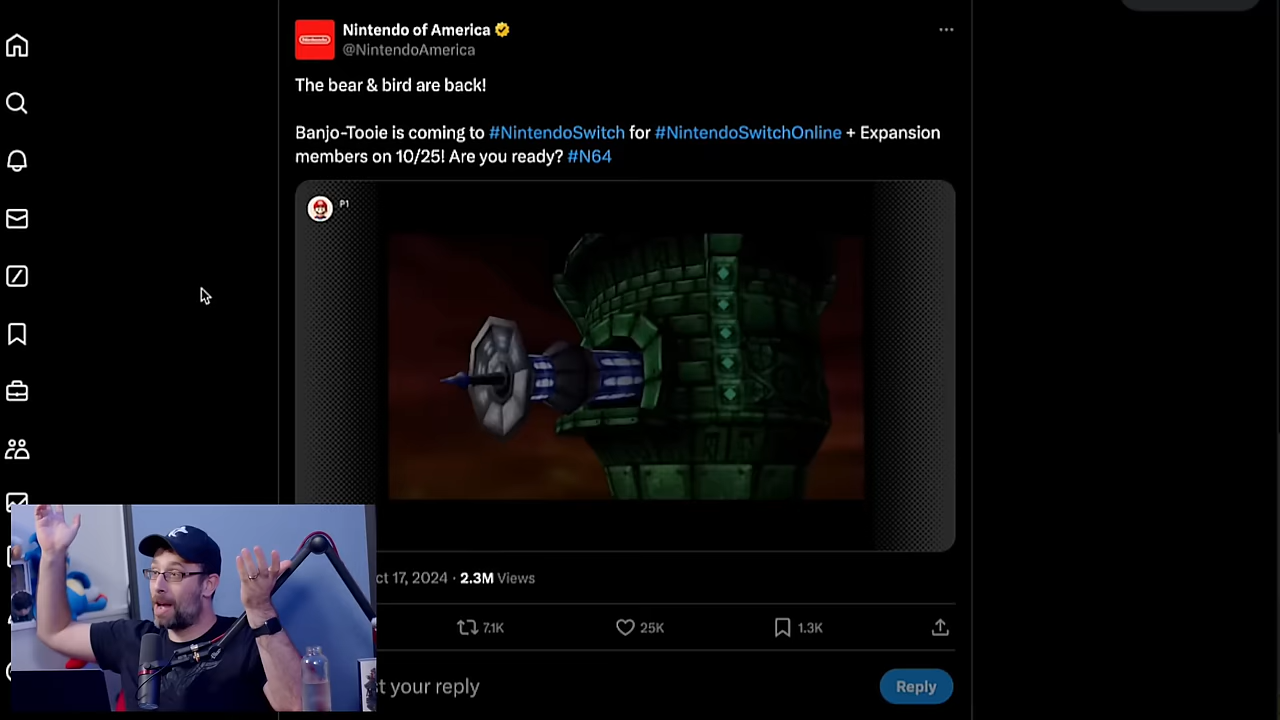 Nintendo of America
@NintendoAmerica
The bear & bird are back!
Banjo-Tooie is coming to #NintendoSwitch for #NintendoSwitchOnline + Expansion
members on 10/25! Are you ready? #N64
P1
ct 17, 2024 · 2.3M Views
7.1K
25K
1.3K
t your reply
Reply